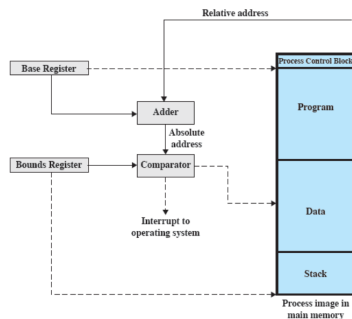 Relative address
Process Control Block
Base Register
Program
Adder
Absolute
address
Bounds Register
Comparator
Interrupt to
operating system
Data
Stack
Process image in
main memory